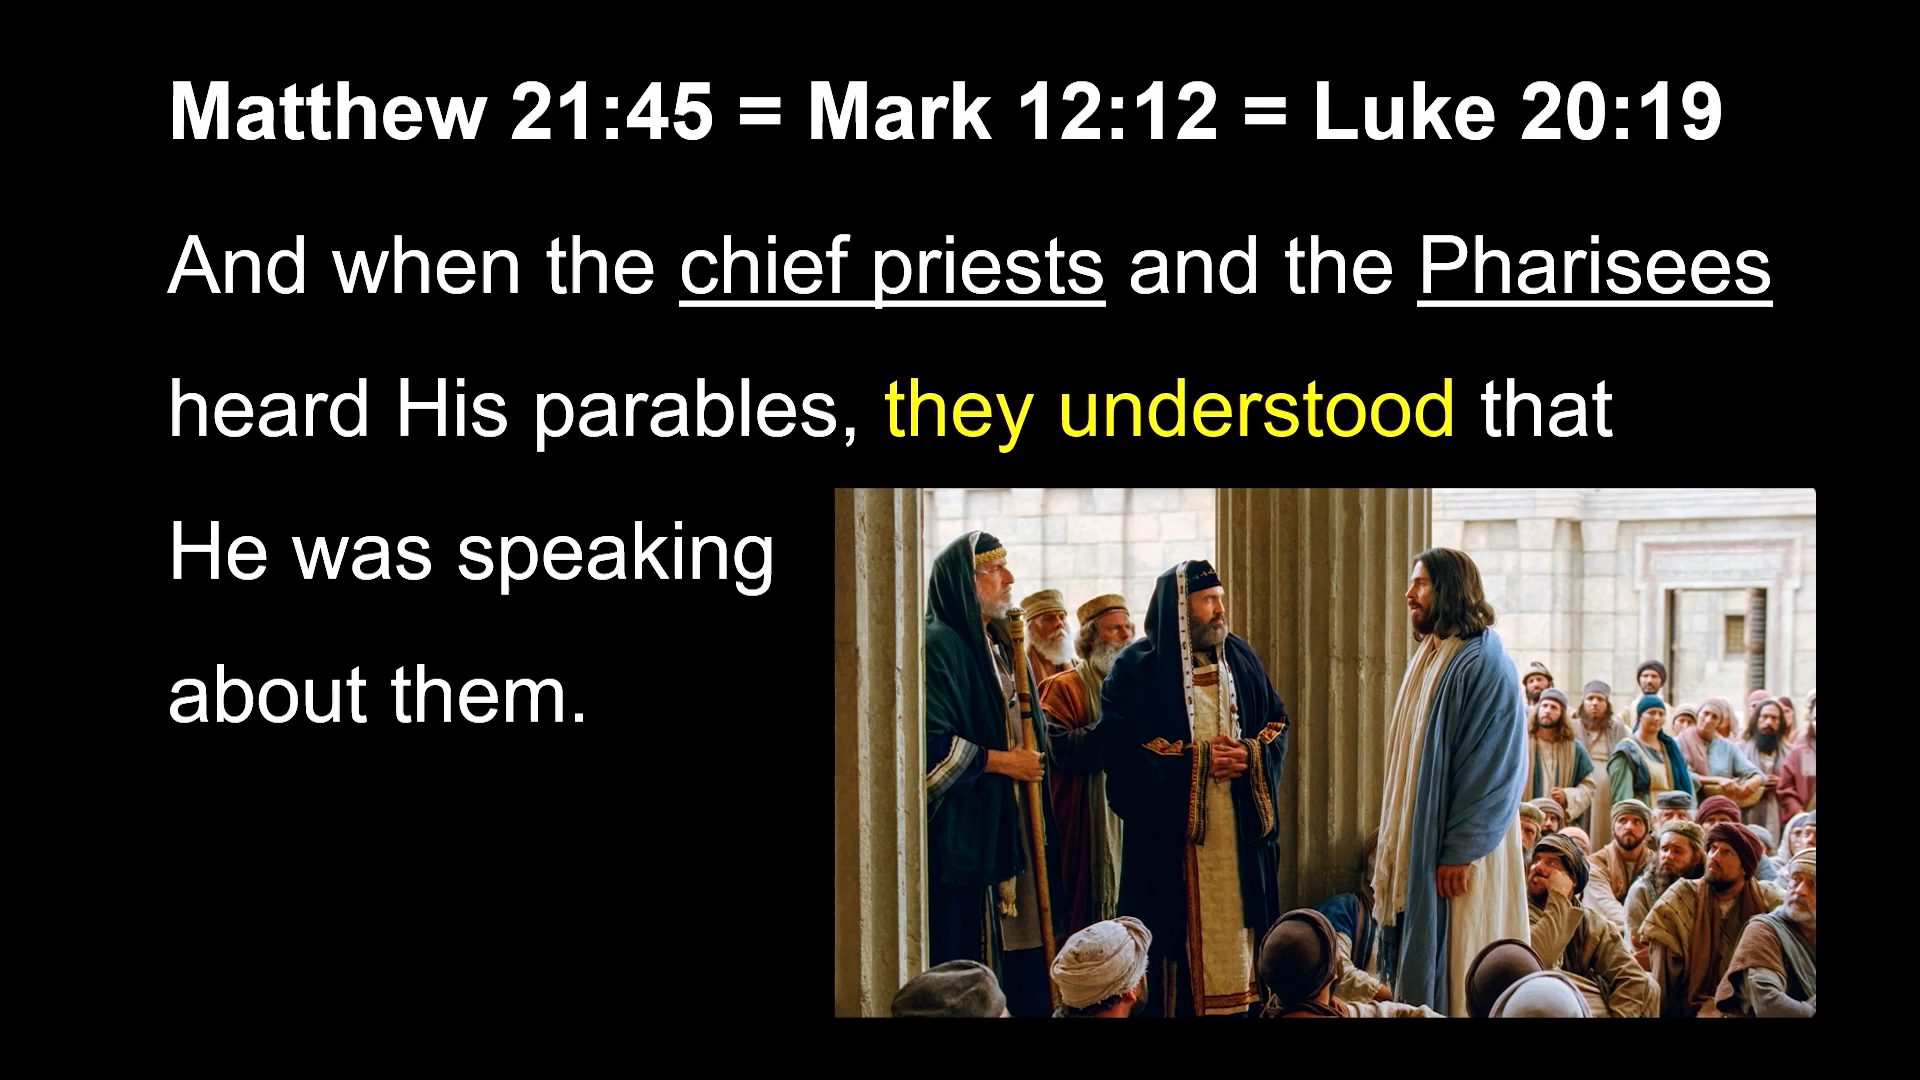 Matthew 21:45 = Mark 12:12 = Luke 20:19
And when the chief priests and the Pharisees
heard His parables, they understood that
He was speaking
about them.